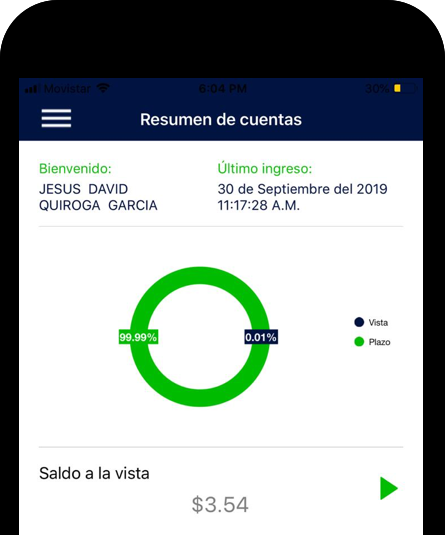 Movistar 6:04 PM 30%
Resumen de cuentas
Bienvenido: Último ingreso:
JESUS DAVID 30 de Septiembre del 2019
QUIROGA GARCIA 11:17:28 A.M.
Vista
99.99% 0.01%
Plazo
Saldo a la vista
$3.54